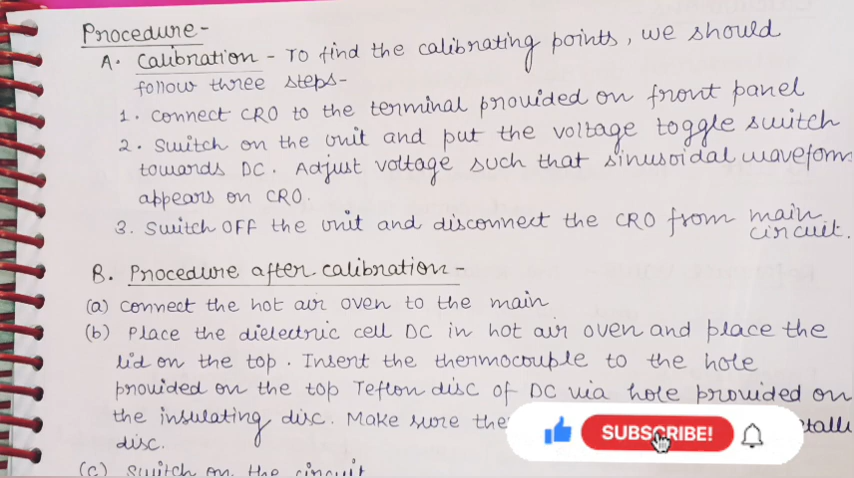 Procedure-
A. Calibration - To find the calibrating points, we should
follow three steps-
1. Connect CRO to the terminal provided on front panel
2. Switch on the unit and put the voltage toggle switch
towards DC. Adjust voltage such that sinusoidal waveform
appears on CRO.
3. Switch OFF the unit and disconnect the CRO from main
circuit.
B. Procedure after calibration-
(a) Connect the hot air oven to the main
(b) Place the dielectric cell DC in hot air oven and place the
lid on the top. Insert the thermocouple to the hole
provided on the top Teflon disc of DC via hole provided on
the insulating disc. Make sure the
disc.
SUBSCRIBE!
(c) Switch on the circuit